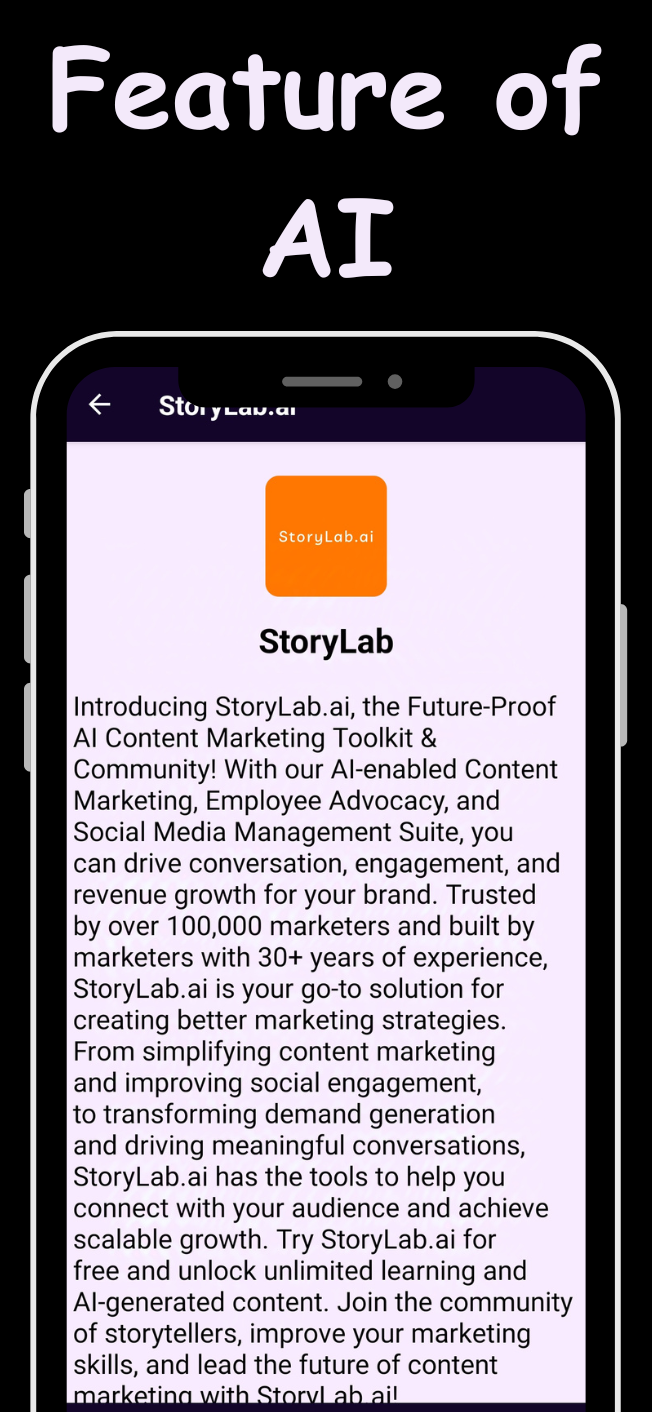 Feature of
AI
StoryLab.ai
StoryLab.ai
StoryLab
Introducing StoryLab.ai, the Future-Proof
AI Content Marketing Toolkit &
Community! With our AI-enabled Content
Marketing, Employee Advocacy, and
Social Media Management Suite, you
can drive conversation, engagement, and
revenue growth for your brand. Trusted
by over 100,000 marketers and built by
marketers with 30+ years of experience,
StoryLab.ai is your go-to solution for
creating better marketing strategies.
From simplifying content marketing
and improving social engagement,
to transforming demand generation
and driving meaningful conversations,
StoryLab.ai has the tools to help you
connect with your audience and achieve
scalable growth. Try StoryLab.ai for
free and unlock unlimited learning and
AI-generated content. Join the community
of storytellers, improve your marketing
skills, and lead the future of content
marketing with StoryLab.ai!